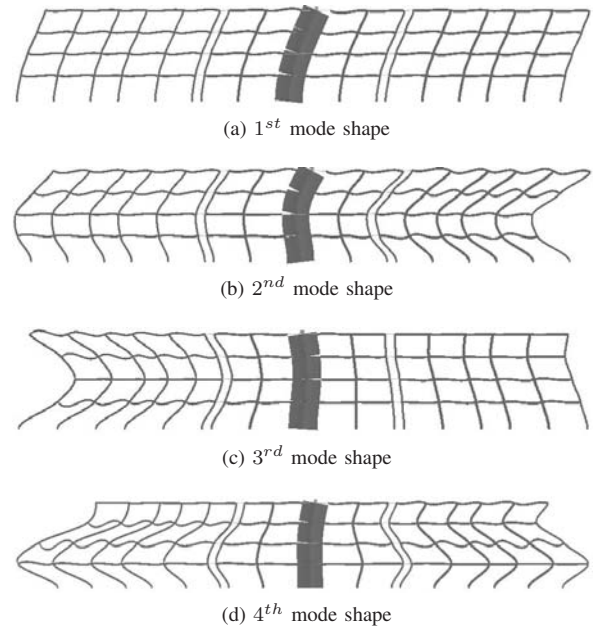 (a) 1st mode shape
(b) 2nd mode shape
(c) 3rd mode shape
(d) 4th mode shape